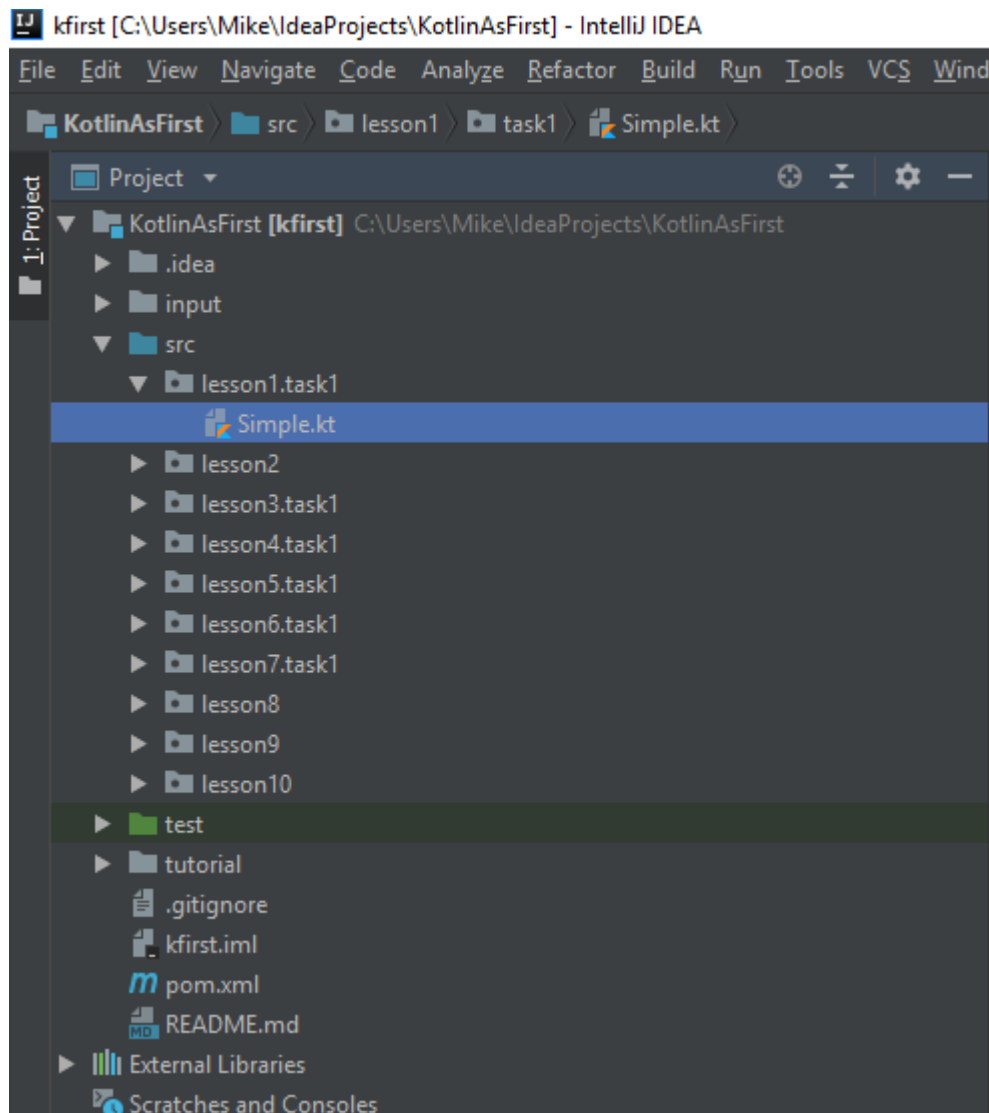 IJ kfirst [C:\Users\Mike\IdeaProjects\KotlinAsFirst] - IntelliJ IDEA
File Edit View Navigate Code Analyze Refactor Build Run Tools VCS Wind
KotlinAsFirst src lesson1 task1 Simple.kt
1: Project
Project
KotlinAsFirst [kfirst] C:\Users\Mike\IdeaProjects\KotlinAsFirst
.idea
input
src
lesson1.task1
Simple.kt
lesson2
lesson3.task1
lesson4.task1
lesson5.task1
lesson6.task1
lesson7.task1
lesson8
lesson9
lesson10
test
tutorial
.gitignore
kfirst.iml
m pom.xml
MD README.md
External Libraries
Scratches and Consoles